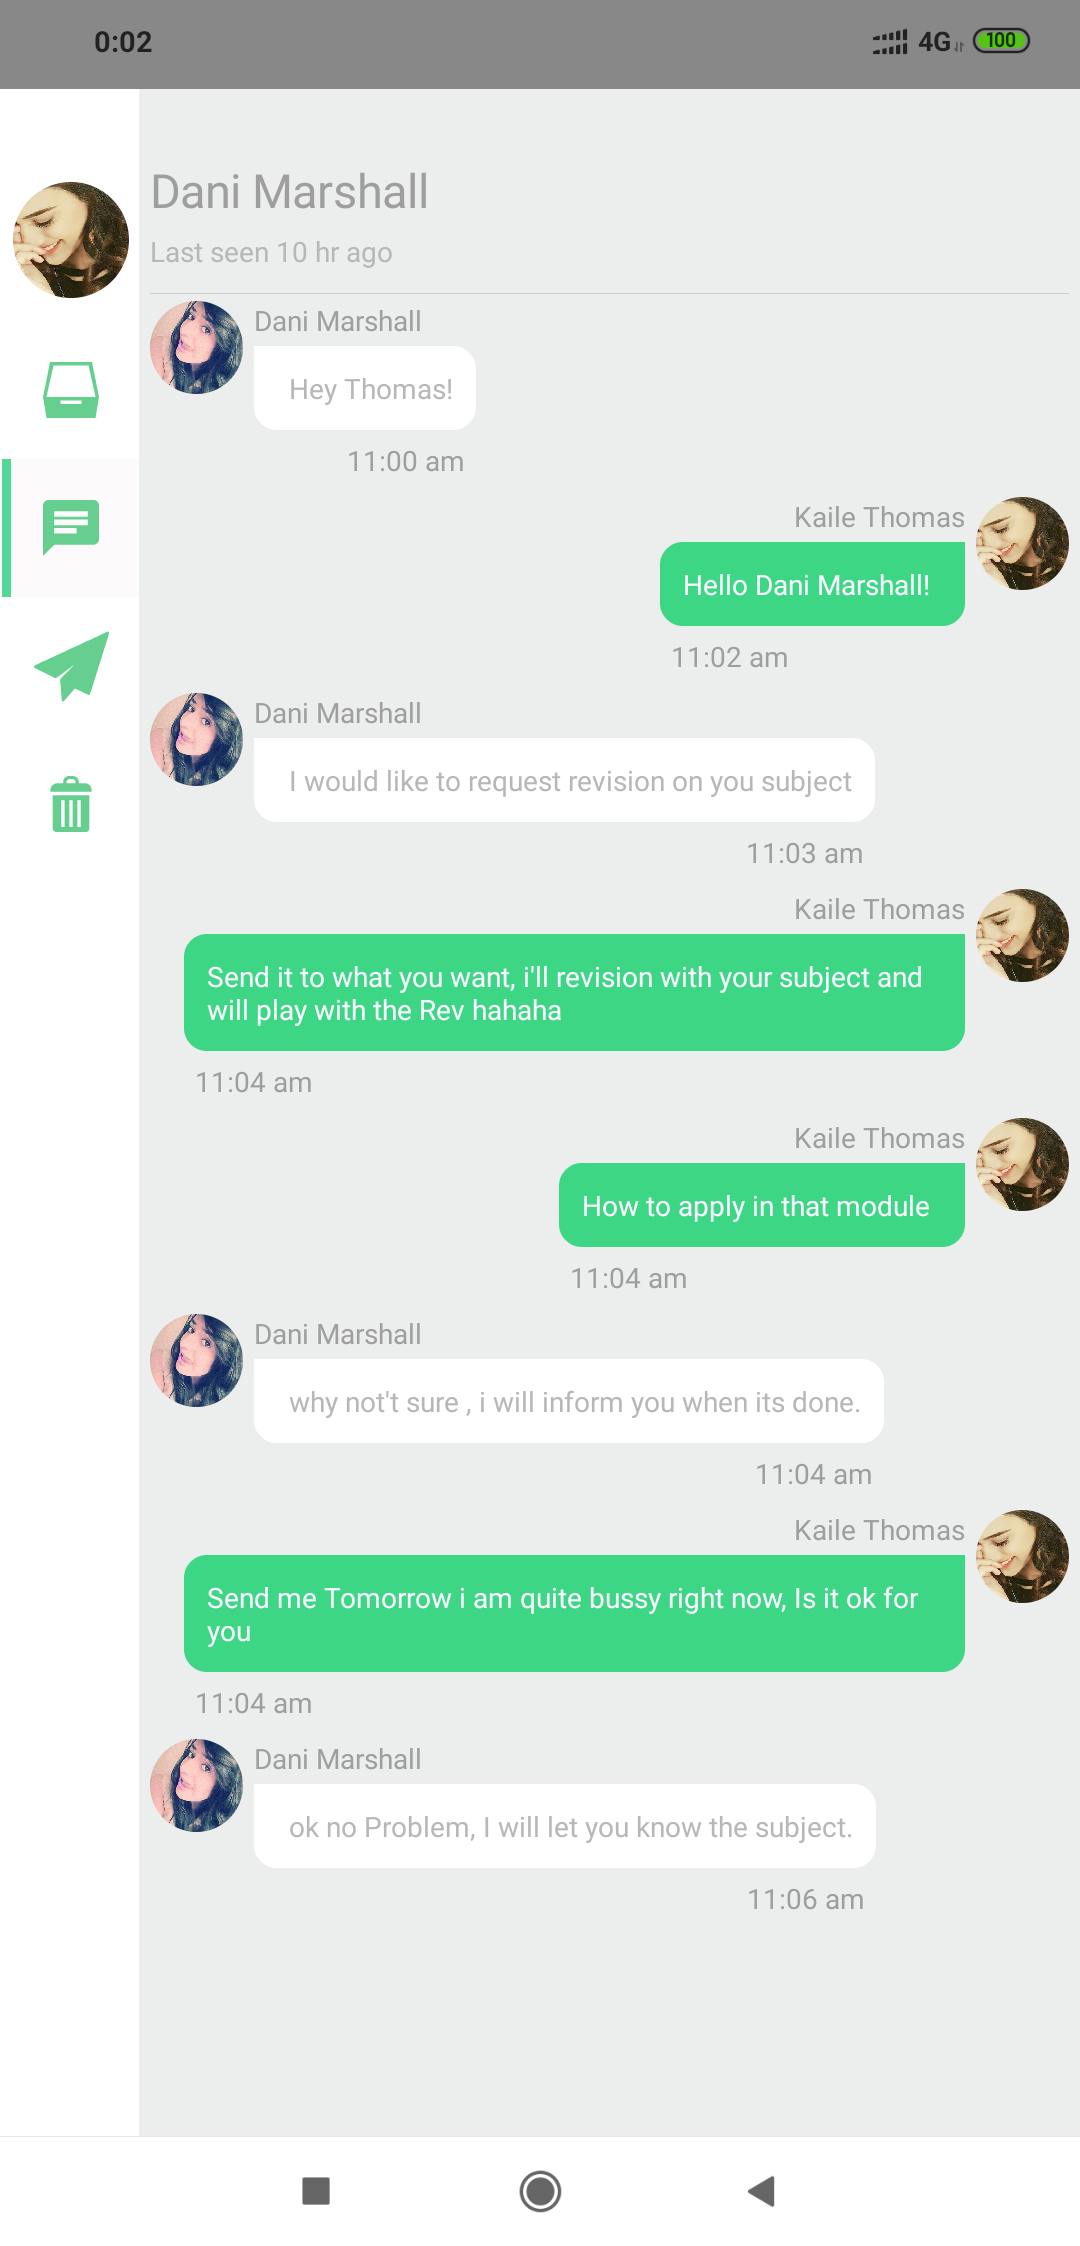 0:02
4G
100
Dani Marshall
Last seen 10 hr ago
Dani Marshall
Hey Thomas!
11:00 am
Kaile Thomas
Hello Dani Marshall!
11:02 am
Dani Marshall
I would like to request revision on you subject
11:03 am
Kaile Thomas
Send it to what you want, i'll revision with your subject and
will play with the Rev hahaha
11:04 am
Kaile Thomas
How to apply in that module
11:04 am
Dani Marshall
why not't sure , i will inform you when its done.
11:04 am
Kaile Thomas
Send me Tomorrow i am quite bussy right now, Is it ok for
you
11:04 am
Dani Marshall
ok no Problem, I will let you know the subject.
11:06 am